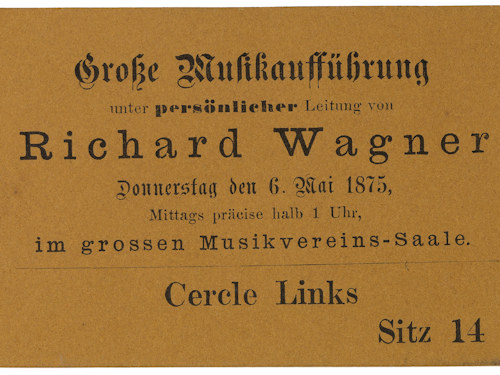 Große Musikaufführung
unter persönlicher Leitung von
Richard Wagner
Donnerstag den 6. Mai 1875,
Mittags präcise halb 1 Uhr,
im grossen Musikvereins-Saale.
Cercle Links
Sitz 14